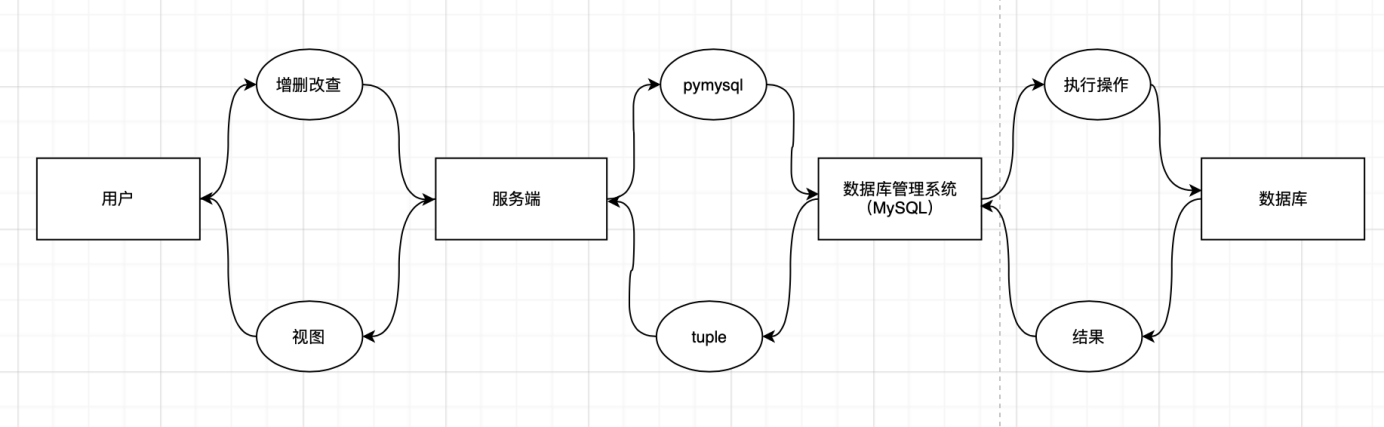 增删改查
pymysql
执行操作
用户
服务端
数据库管理系统
（MySQL）
数据库
视图
tuple
结果